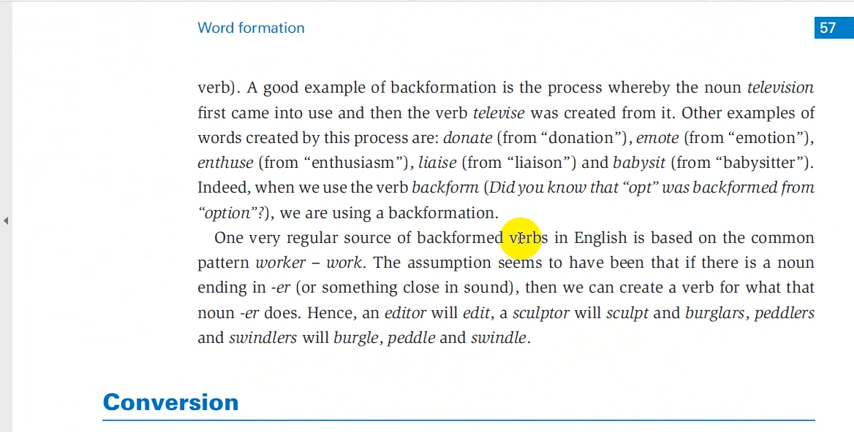 Word formation 57
verb). A good example of backformation is the process whereby the noun television
first came into use and then the verb televise was created from it. Other examples of
words created by this process are: donate (from “donation”), emote (from “emotion”),
enthuse (from “enthusiasm”), liaise (from “liaison”) and babysit (from “babysitter”).
Indeed, when we use the verb backform (Did you know that “opt” was backformed from
“option”?), we are using a backformation.
One very regular source of backformed verbs in English is based on the common
pattern worker – work. The assumption seems to have been that if there is a noun
ending in -er (or something close in sound), then we can create a verb for what that
noun -er does. Hence, an editor will edit, a sculptor will sculpt and burglars, peddlers
and swindlers will burgle, peddle and swindle.
Conversion